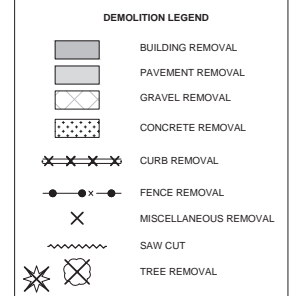 DEMOLITION LEGEND
BUILDING REMOVAL
PAVEMENT REMOVAL
GRAVEL REMOVAL
CONCRETE REMOVAL
CURB REMOVAL
FENCE REMOVAL
MISCELLANEOUS REMOVAL
SAW CUT
TREE REMOVAL